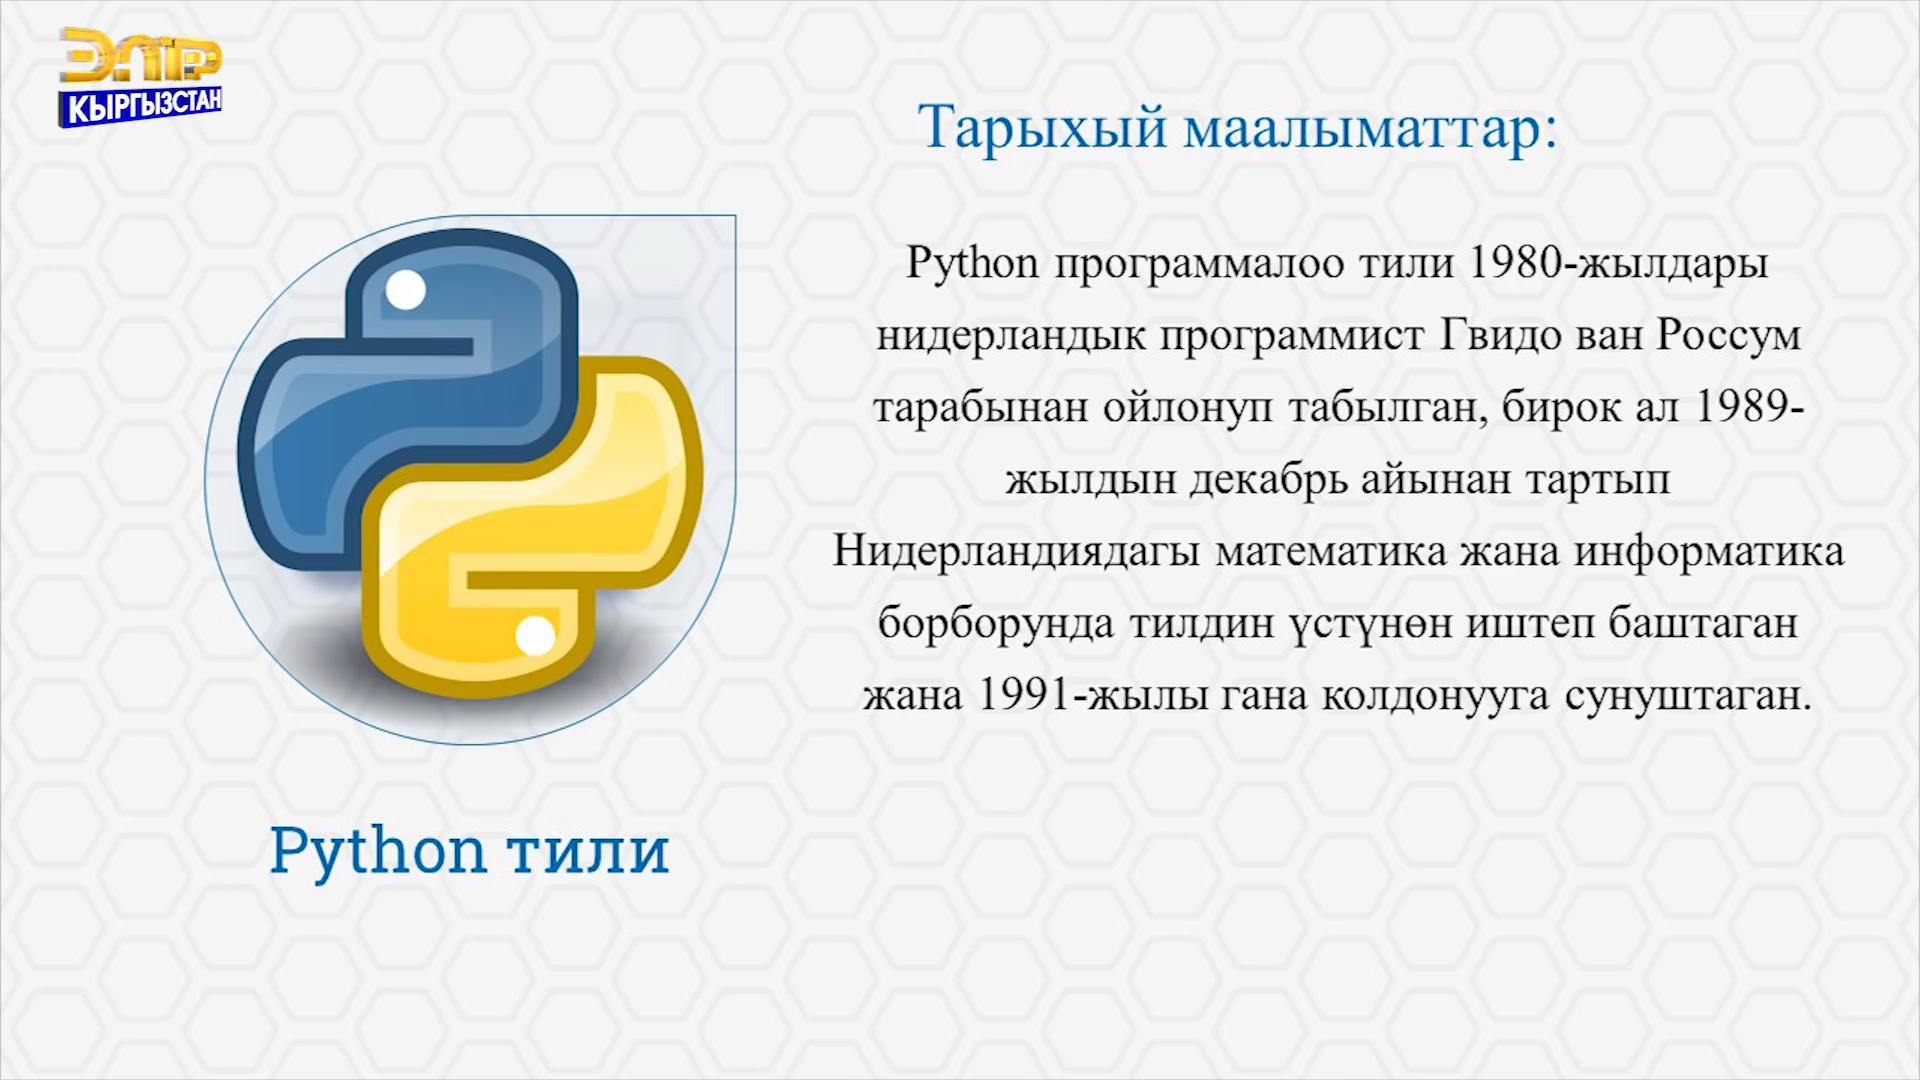 ЭЛТР
КЫРГЫЗСТАН
Тарыхый маалыматтар:
Python программалоо тили 1980-жылдары
нидерландык программист Гвидо ван Россум
тарабынан ойлонуп табылган, бирок ал 1989-
жылдын декабрь айынан тартып
Нидерландиядагы математика жана информатика
борборунда тилдин үстүнөн иштеп баштаган
жана 1991-жылы гана колдонууга сунуштаган.
Python тили